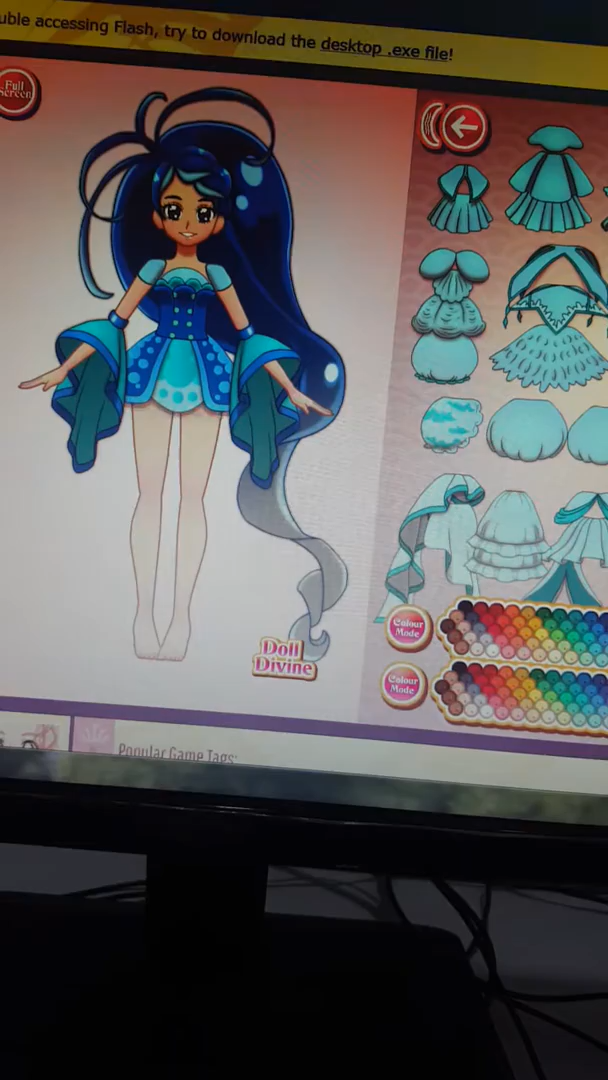 uble accessing Flash, try to download the desktop .exe file!
Full
Screen
Colour
Mode
Doll
Divine
Colour
Mode
Popular Game Tags: